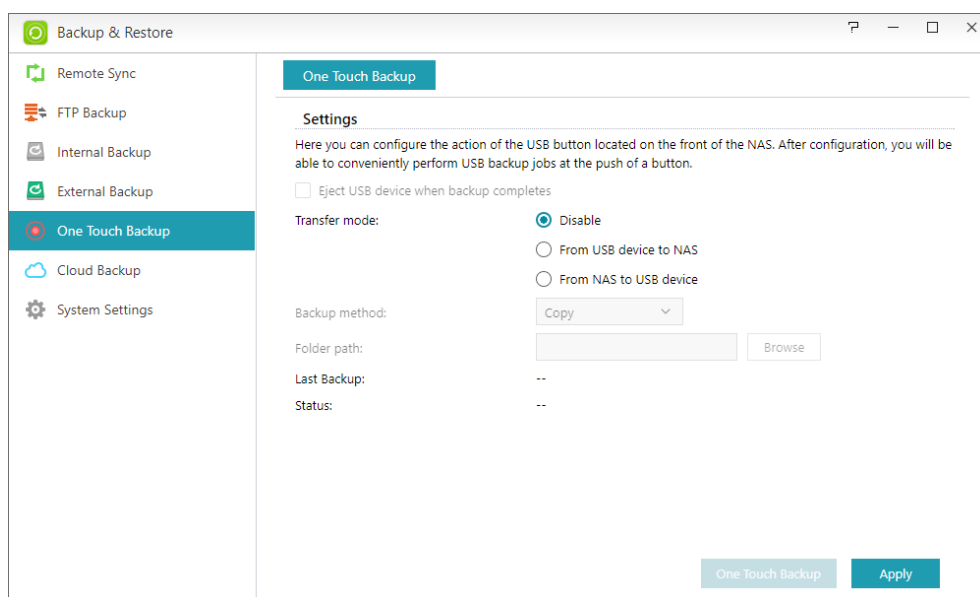 Backup & Restore
?
Remote Sync
FTP Backup
Internal Backup
External Backup
One Touch Backup
Cloud Backup
System Settings
One Touch Backup
Settings
Here you can configure the action of the USB button located on the front of the NAS. After configuration, you will be
able to conveniently perform USB backup jobs at the push of a button.
Eject USB device when backup completes
Transfer mode:
Disable
From USB device to NAS
From NAS to USB device
Backup method:
Copy
Folder path:
Browse
Last Backup:
--
Status:
--
One Touch Backup
Apply